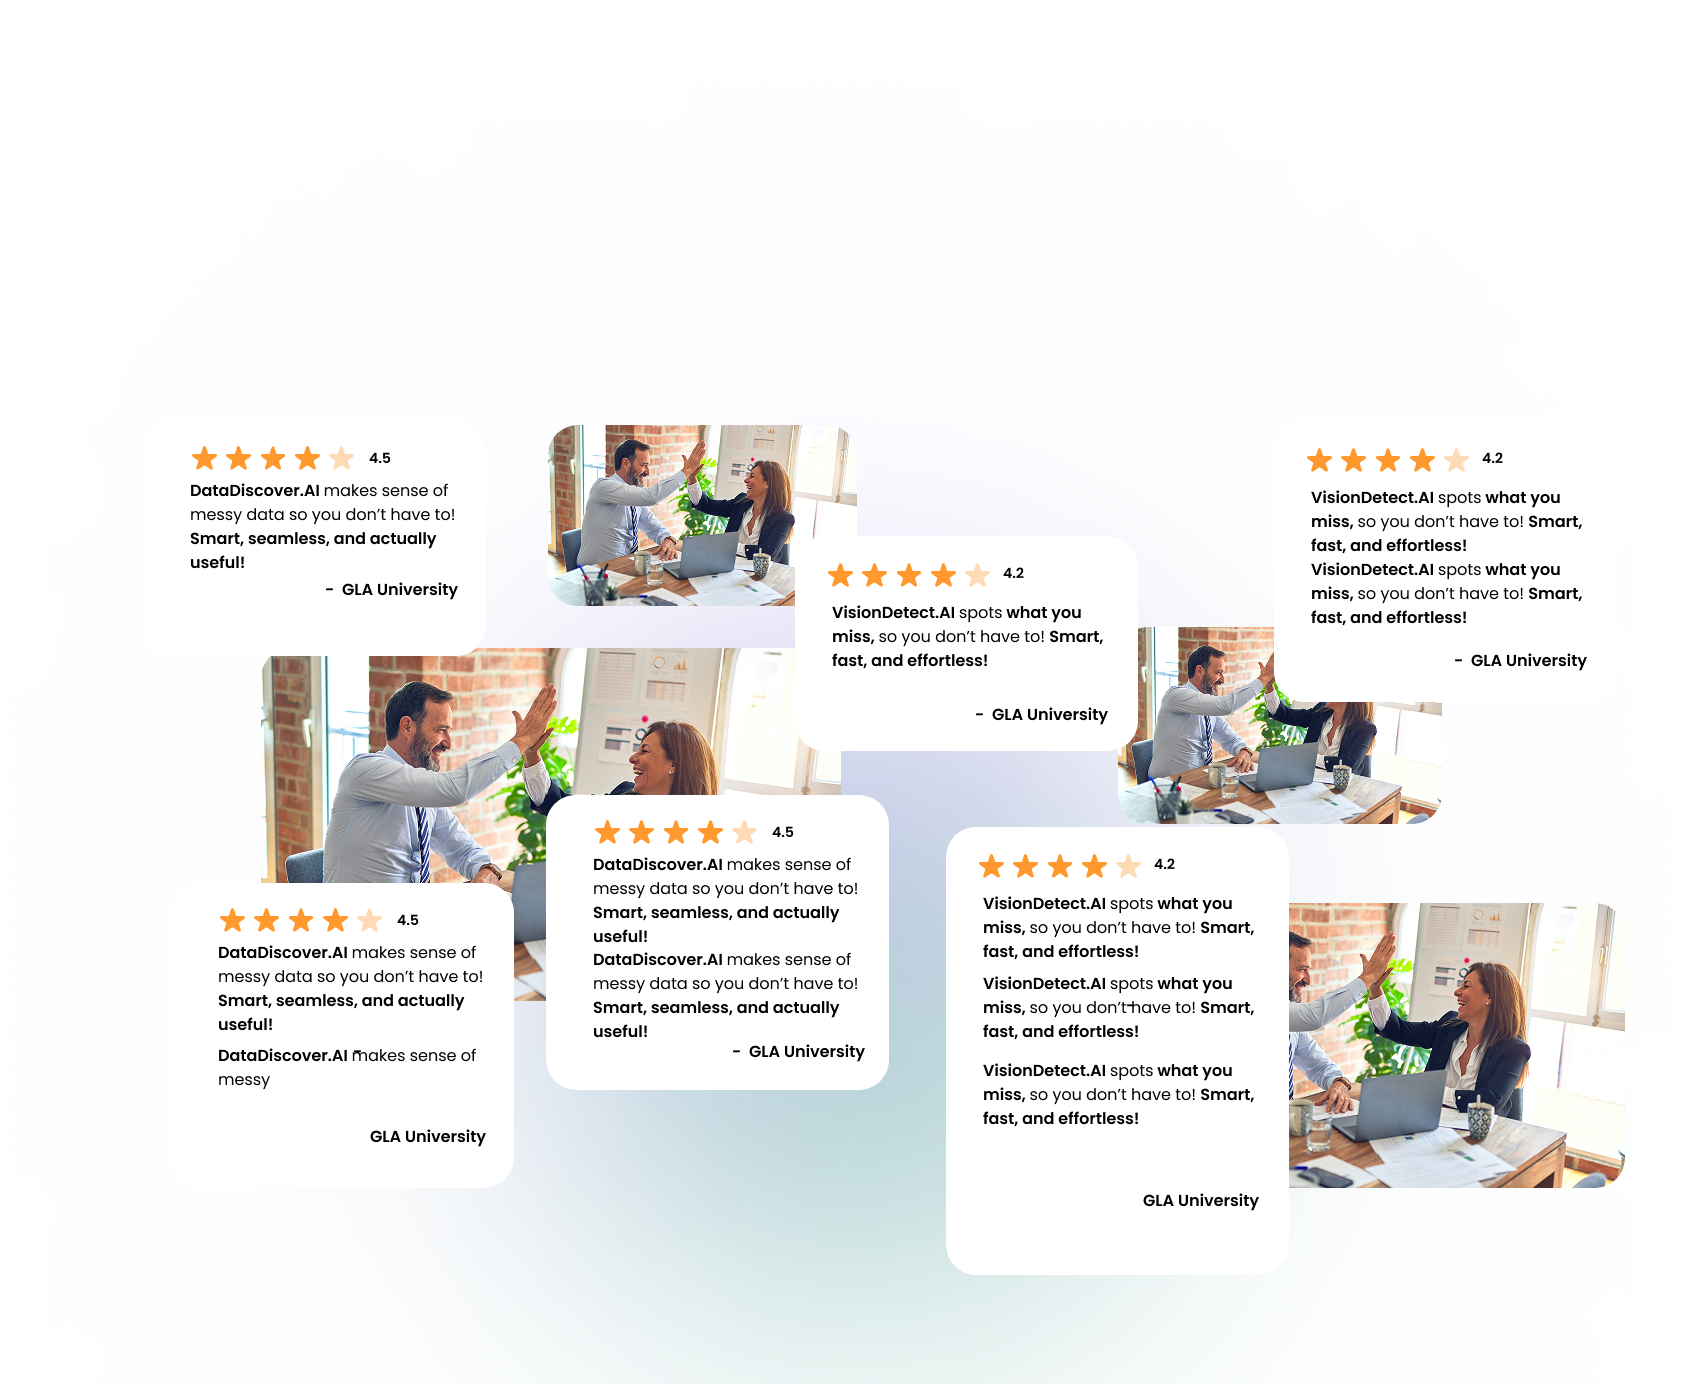 4.5
DataDiscover.AI makes sense of
messy data so you don't have to!
Smart, seamless, and actually
useful!
- GLA University
4.2
VisionDetect.AI spots what you
miss, so you don't have to! Smart,
fast, and effortless!
- GLA University
4.2
VisionDetect.AI spots what you
miss, so you don't have to! Smart,
fast, and effortless!
VisionDetect.AI spots what you
miss, so you don't have to! Smart,
fast, and effortless!
- GLA University
4.5
DataDiscover.AI makes sense of
messy data so you don't have to!
Smart, seamless, and actually
useful!
DataDiscover.AI makes sense of
messy
GLA University
4.5
DataDiscover.AI makes sense of
messy data so you don't have to!
Smart, seamless, and actually
useful!
DataDiscover.AI makes sense of
messy data so you don't have to!
Smart, seamless, and actually
useful!
- GLA University
4.2
VisionDetect.AI spots what you
miss, so you don't have to! Smart,
fast, and effortless!
VisionDetect.AI spots what you
miss, so you don't have to! Smart,
fast, and effortless!
VisionDetect.AI spots what you
miss, so you don't have to! Smart,
fast, and effortless!
GLA University